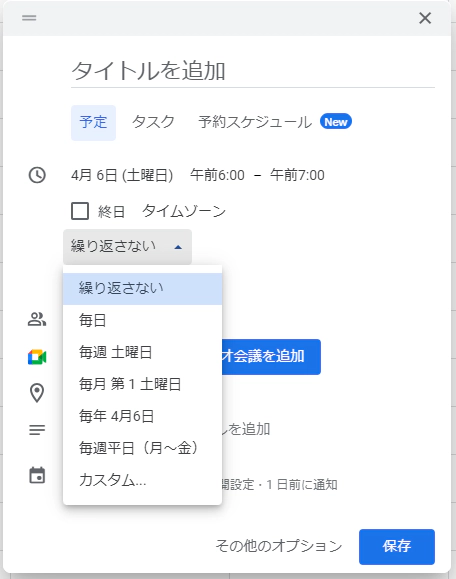 タイトルを追加
予定 タスク 予約スケジュール New
4月 6日 (土曜日) 午前6:00 – 午前7:00
終日 タイムゾーン
繰り返さない
繰り返さない
毎日
毎週 土曜日
毎月 第 1 土曜日
毎年 4月6日
毎週平日（月～金）
カスタム...
オ会議を追加
ルを追加
開設定・1 日前に通知
その他のオプション 保存